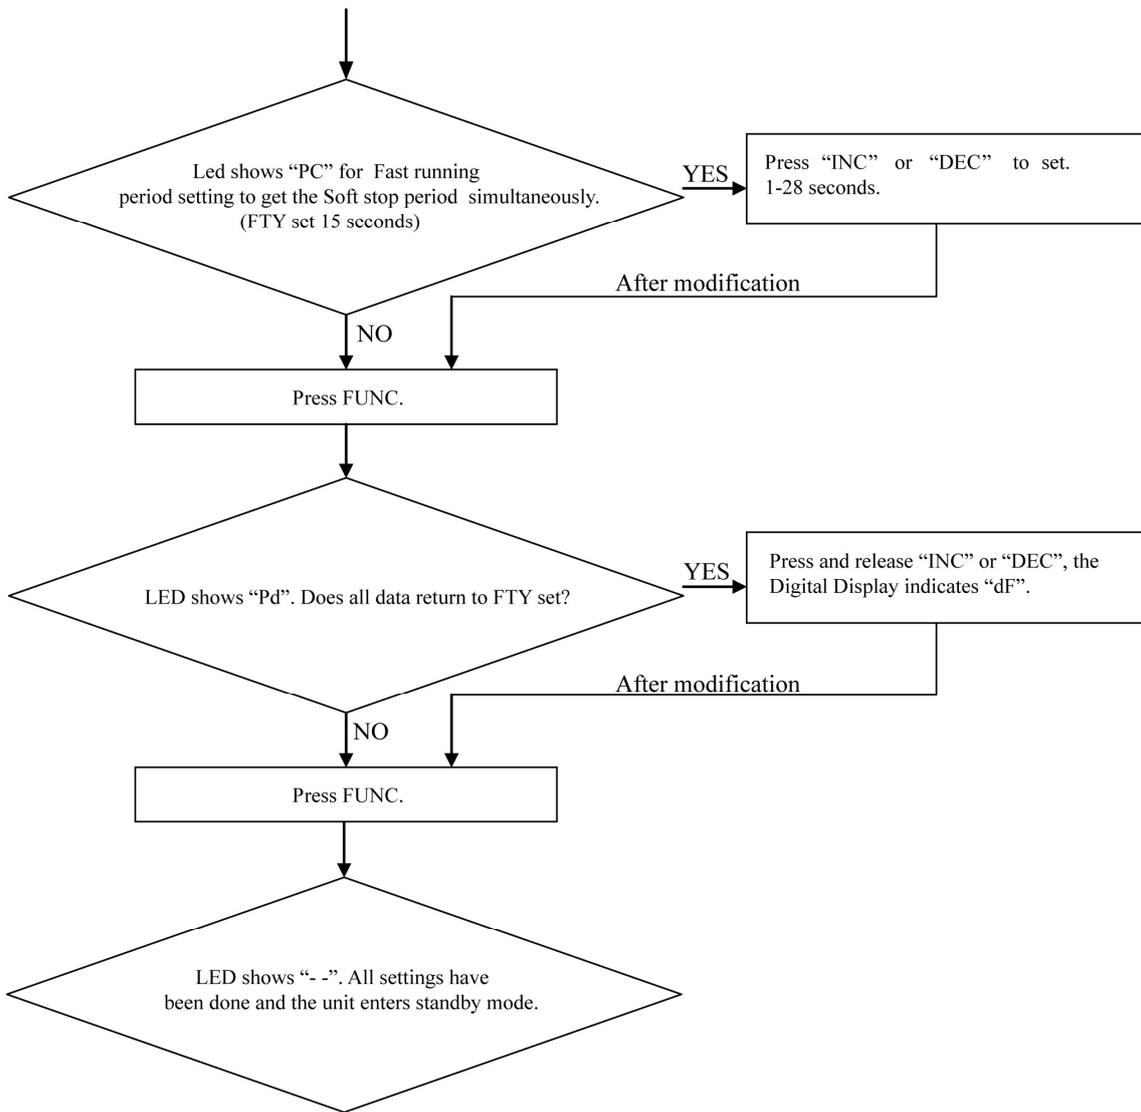 Led shows “PC” for Fast running
period setting to get the Soft stop period simultaneously.
(FTY set 15 seconds)
YES
Press “INC” or “DEC” to set.
1-28 seconds.
After modification
NO
Press FUNC.
LED shows “Pd”. Does all data return to FTY set?
YES
Press and release “INC” or “DEC”, the
Digital Display indicates “dF”.
After modification
NO
Press FUNC.
LED shows “- -”. All settings have
been done and the unit enters standby mode.